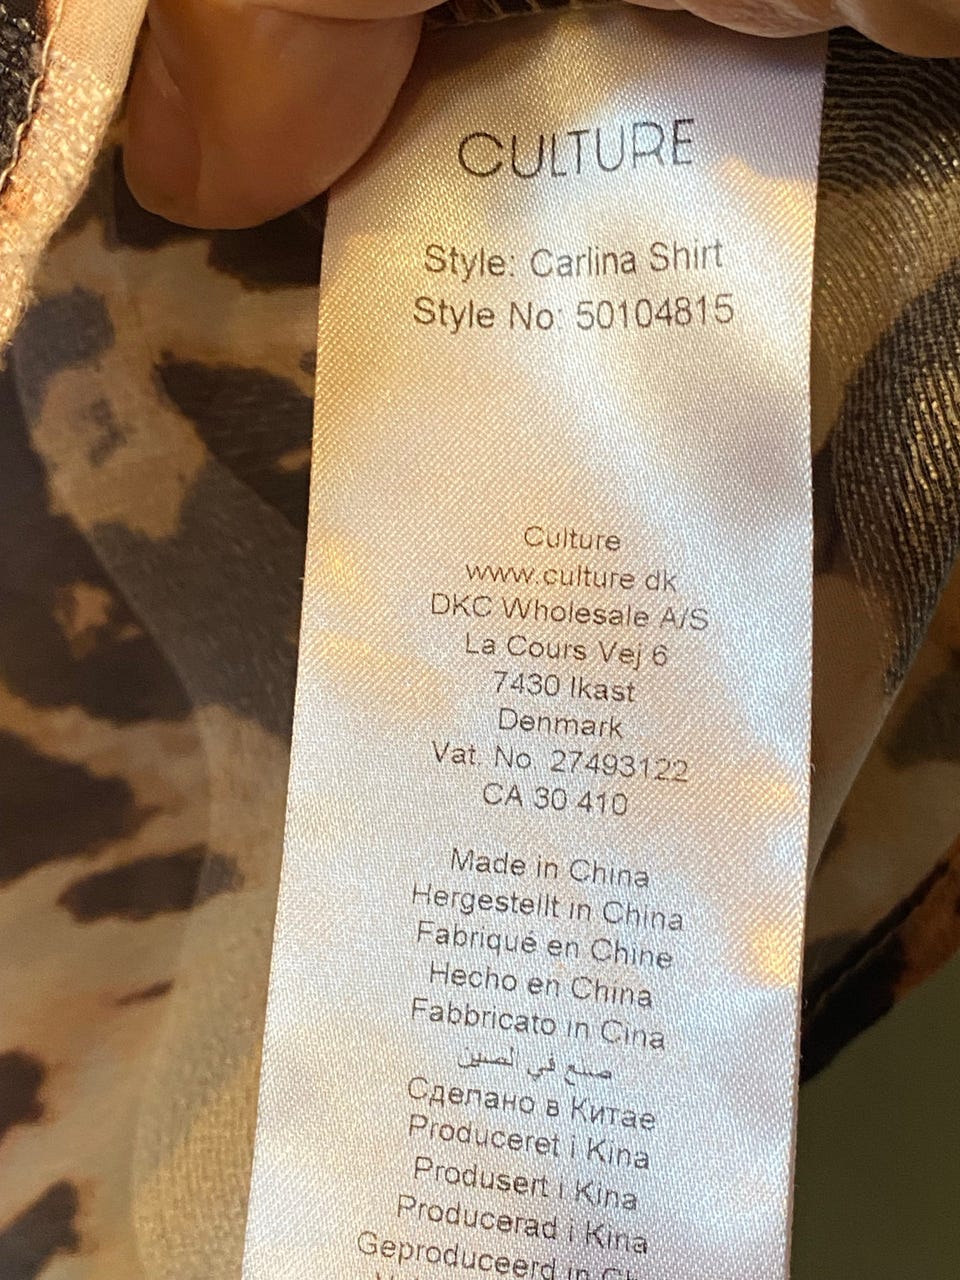 CULTURE
Style: Carlina Shirt
Style No: 50104815
Culture
www.culture.dk
DKC Wholesale A/S
La Cours Vej 6
7430 Ikast
Denmark
Vat. No. 27493122
CA 30 410
Made in China
Hergestellt in China
Fabriqué en Chine
Hecho en China
Fabbricato in Cina
صنع في الصين
Сделано в Китае
Produceret i Kina
Produsert i Kina
Producerad i Kina
Geproduceerd in